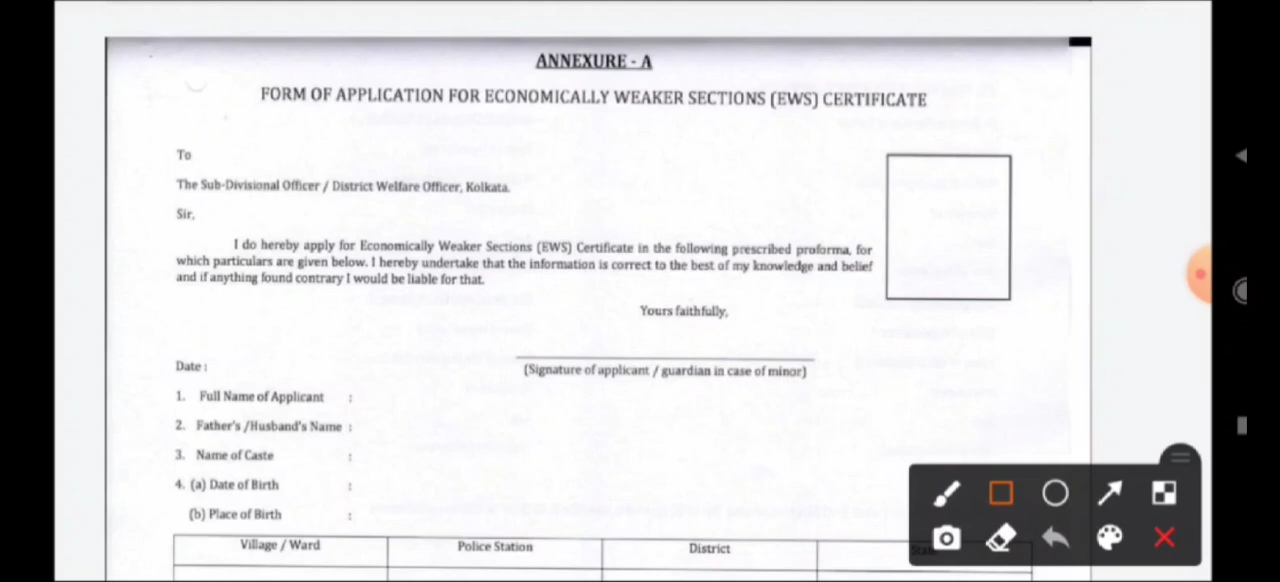 ANNEXURE - A
FORM OF APPLICATION FOR ECONOMICALLY WEAKER SECTIONS (EWS) CERTIFICATE
To
The Sub-Divisional Officer / District Welfare Officer, Kolkata.
Sir,
I do hereby apply for Economically Weaker Sections (EWS) Certificate in the following prescribed proforma, for
which particulars are given below. I hereby undertake that the information is correct to the best of my knowledge and belief
and if anything found contrary I would be liable for that.
Yours faithfully,
Date :
(Signature of applicant / guardian in case of minor)
1. Full Name of Applicant :
2. Father's /Husband's Name :
3. Name of Caste :
4. (a) Date of Birth :
(b) Place of Birth :
Village / Ward Police Station District